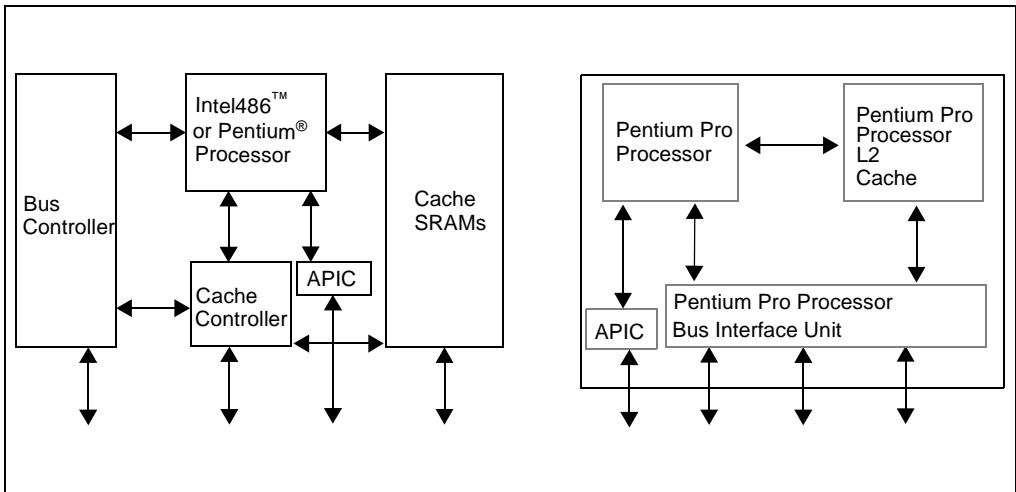 Intel486™
or Pentium®
Processor
Bus
Controller
Cache
SRAMs
Cache
Controller
APIC
Pentium Pro
Processor
Pentium Pro
Processor
L2
Cache
APIC
Pentium Pro Processor
Bus Interface Unit